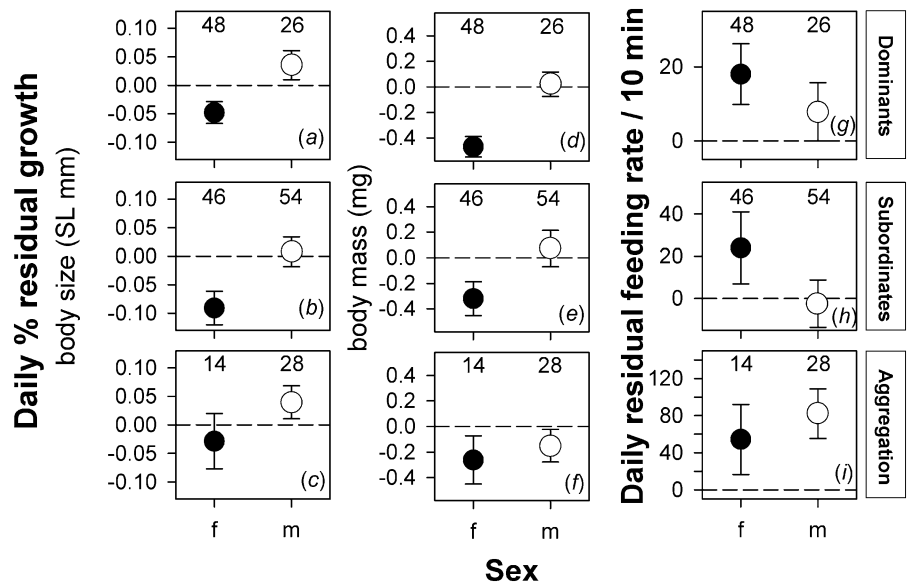 Daily % residual growth
body size (SL mm)
48 26
0.10
0.05
0.00
-0.05
-0.10
(a)
body mass (mg)
48 26
0.4
0.2
0.0
-0.2
-0.4
(d)
Daily residual feeding rate / 10 min
48 26
20
0
(g)
Dominants
46 54
0.10
0.05
0.00
-0.05
-0.10
(b)
46 54
0.4
0.2
0.0
-0.2
-0.4
(e)
46 54
40
20
0
(h)
Subordinates
14 28
0.10
0.05
0.00
-0.05
-0.10
(c)
14 28
0.4
0.2
0.0
-0.2
-0.4
(f)
14 28
120
80
40
0
(i)
Aggregation
f m
f m
f m
Sex